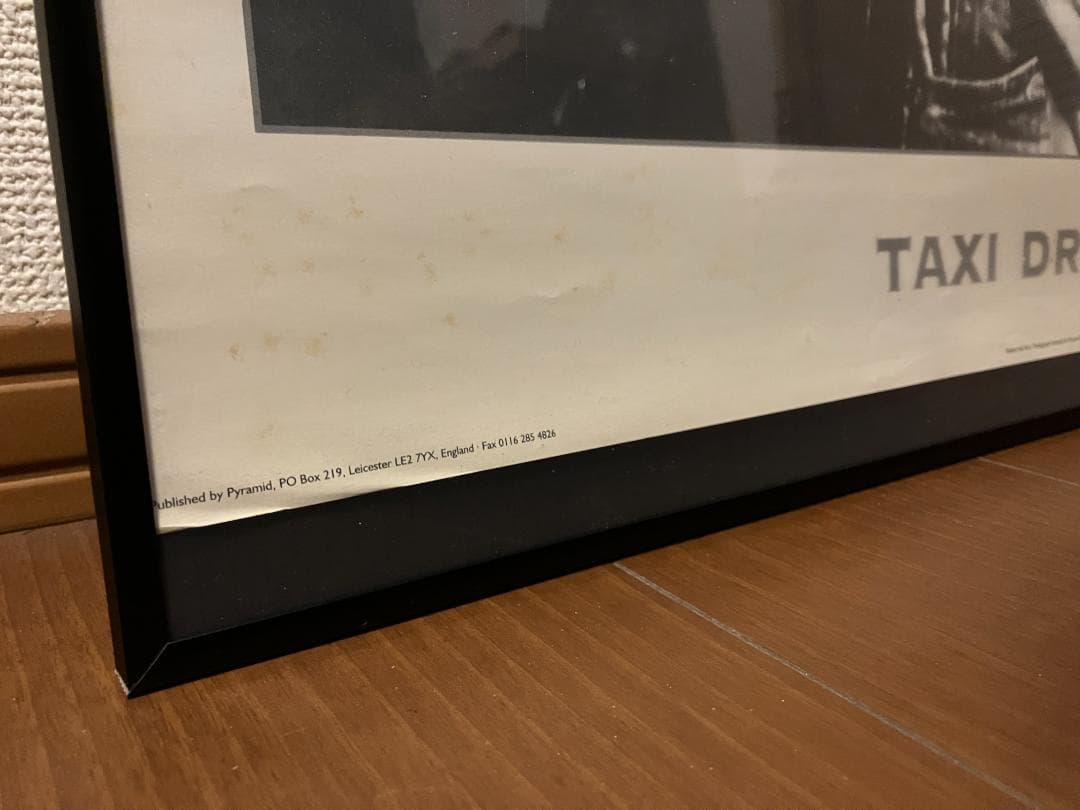 TAXI DR
Published by Pyramid, PO Box 219, Leicester LE2 7YX, England · Fax 0116 285 4826